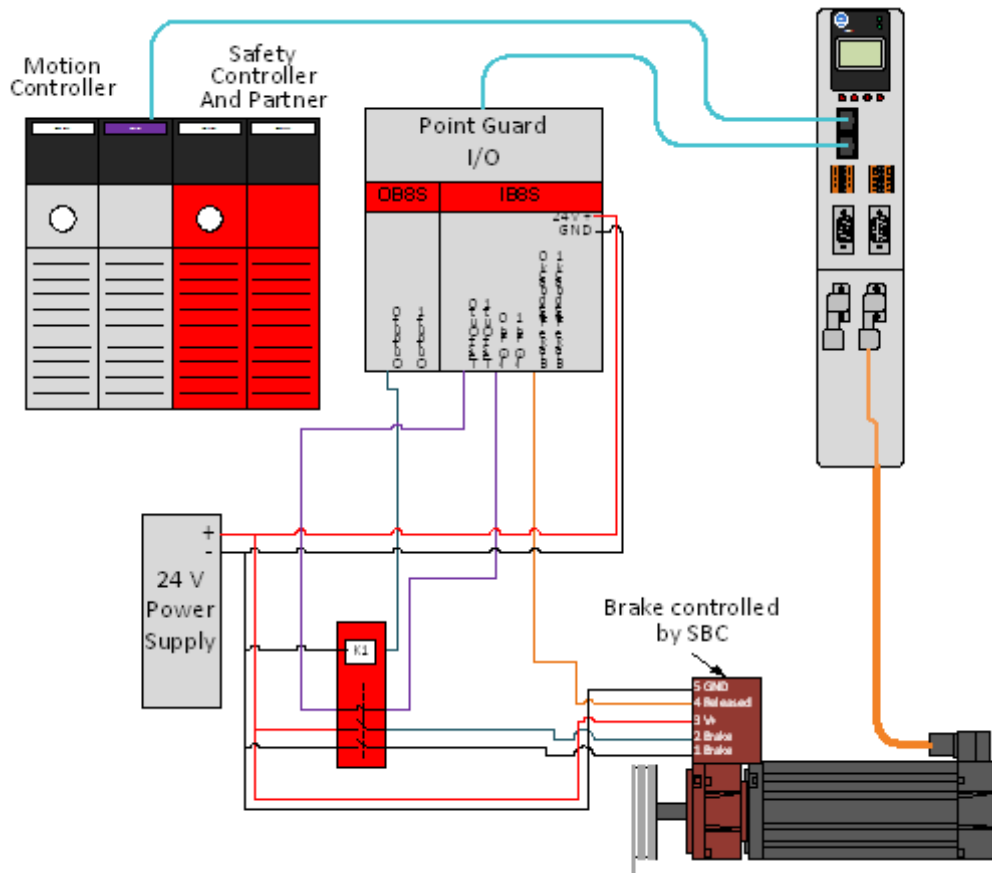 Motion
Controller
Safety
Controller
And Partner
Point Guard
I/O
OB8S
IB8S
24V +
GND
+
-
24 V
Power
Supply
K1
Brake controlled
by SBC
5 GND
4 Released
3 V+
2 Brake
1 Brake